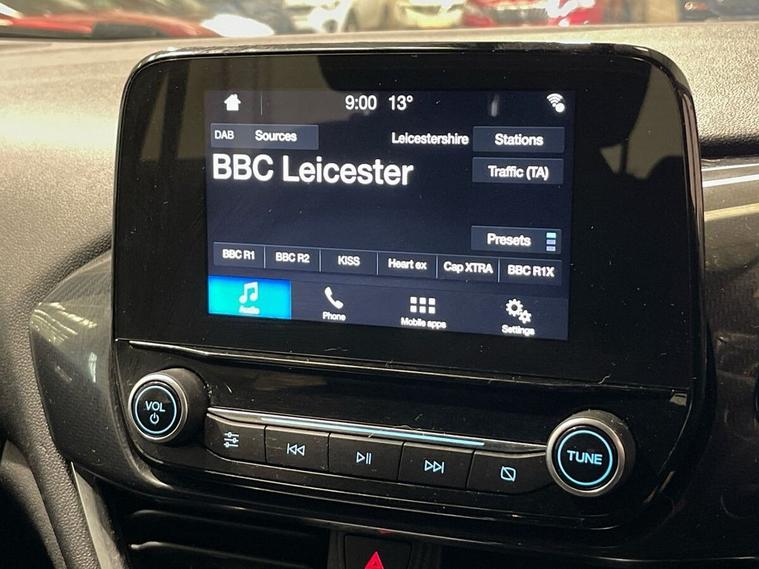 9:00 13°
DAB Sources Leicestershire Stations
BBC Leicester
Traffic (TA)
Presets
BBC R1 BBC R2 KISS Heart ex Cap XTRA BBC R1X
Audio Phone Mobile apps Settings
VOL
TUNE